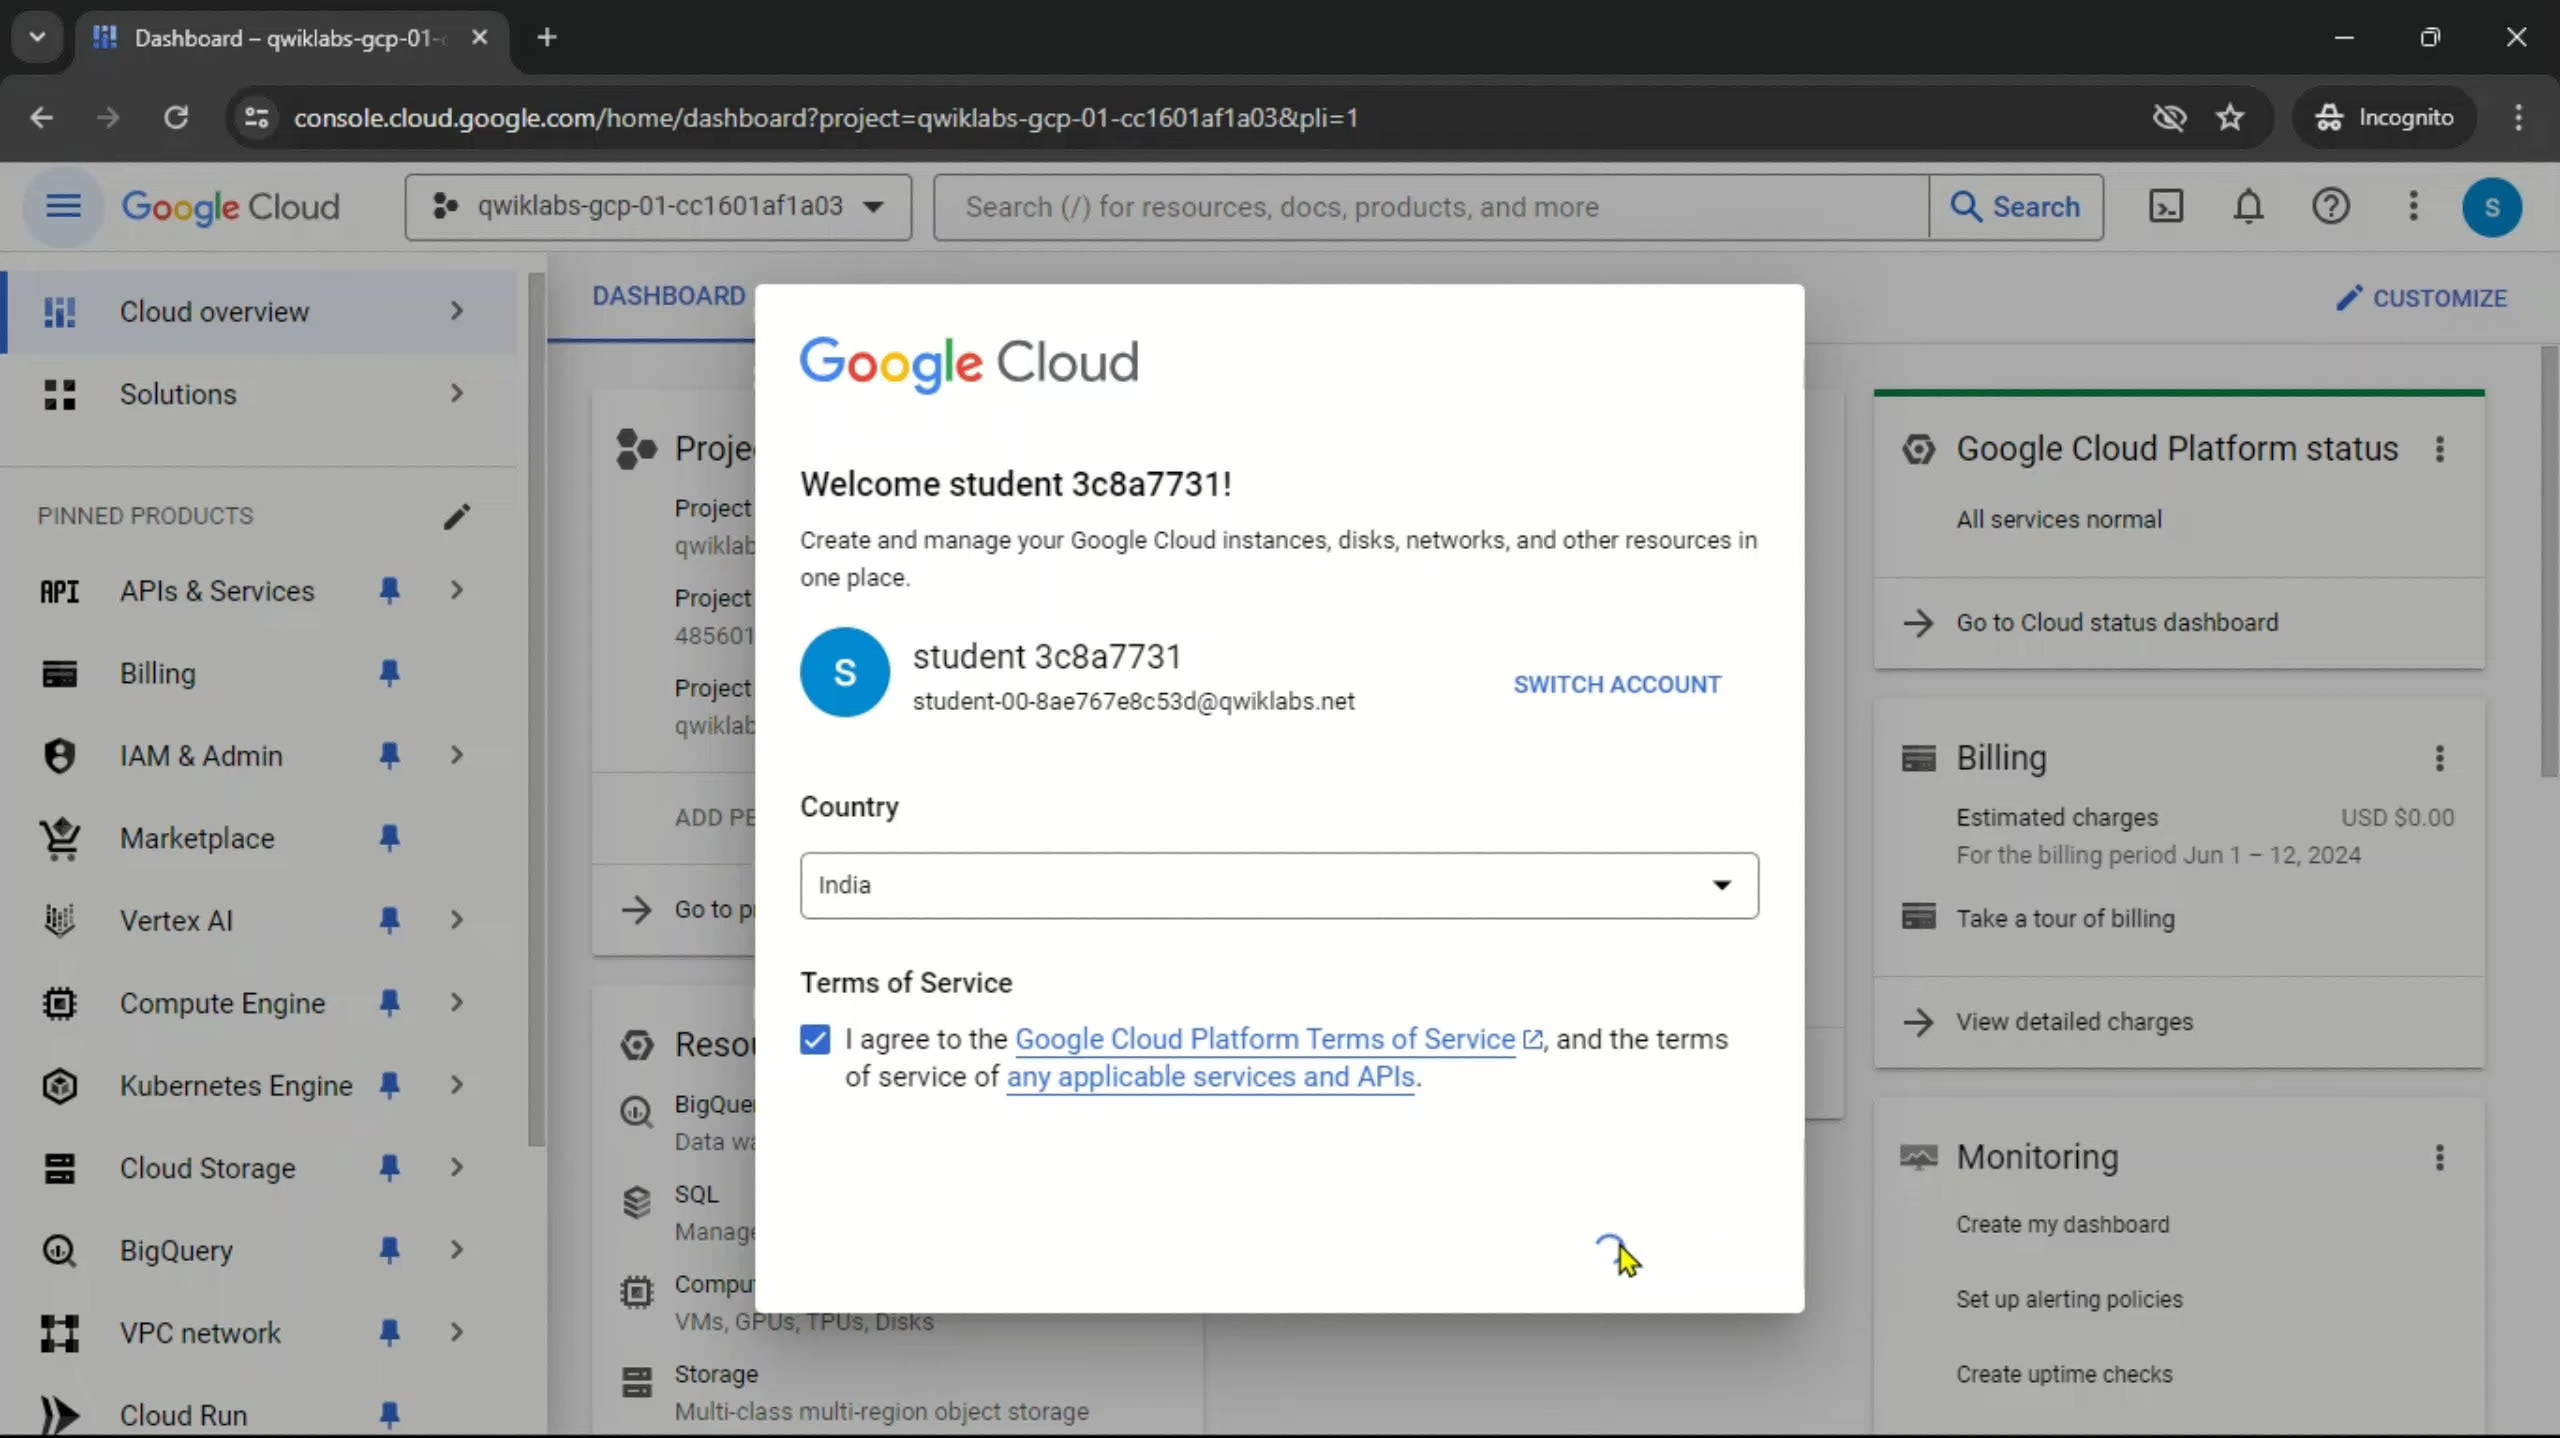 Dashboard – qwiklabs-gcp-01-
console.cloud.google.com/home/dashboard?project=qwiklabs-gcp-01-cc1601af1a03&pli=1
Incognito
Google Cloud
qwiklabs-gcp-01-cc1601af1a03
Search (/) for resources, docs, products, and more
Search
S
Cloud overview
Solutions
PINNED PRODUCTS
API APIs & Services
Billing
IAM & Admin
Marketplace
Vertex AI
Compute Engine
Kubernetes Engine
Cloud Storage
BigQuery
VPC network
Cloud Run
DASHBOARD
CUSTOMIZE
Proje
Project
qwiklab
Project
485601
Project
qwiklab
ADD PE
Go to p
Resou
BigQue
Data wa
SQL
Manage
Compu
VMs, GPUs, TPUs, Disks
Storage
Multi-class multi-region object storage
Google Cloud
Welcome student 3c8a7731!
Create and manage your Google Cloud instances, disks, networks, and other resources in
one place.
S
student 3c8a7731
student-00-8ae767e8c53d@qwiklabs.net
SWITCH ACCOUNT
Country
India
Terms of Service
I agree to the Google Cloud Platform Terms of Service, and the terms
of service of any applicable services and APIs.
Google Cloud Platform status
All services normal
Go to Cloud status dashboard
Billing
Estimated charges USD $0.00
For the billing period Jun 1 – 12, 2024
Take a tour of billing
View detailed charges
Monitoring
Create my dashboard
Set up alerting policies
Create uptime checks